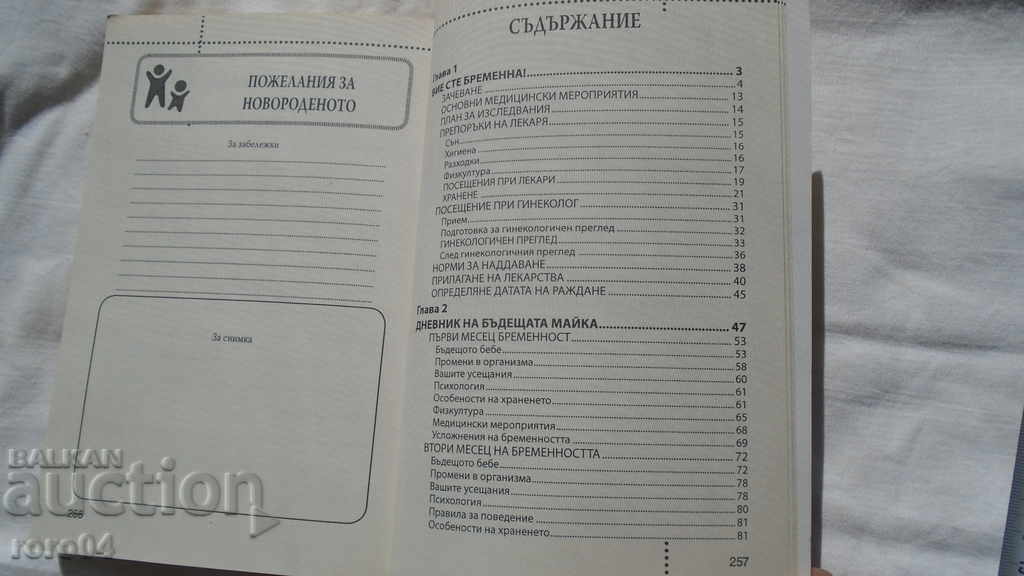 ПОЖЕЛАНИЯ ЗА
НОВОРОДЕНОТО
За забележки
За снимка
СЪДЪРЖАНИЕ
Глава 1
ВИЕ СТЕ БРЕМЕННА! 3
ЗАЧЕВАНЕ 4
ОСНОВНИ МЕДИЦИНСКИ МЕРОПРИЯТИЯ 13
ПЛАН ЗА ИЗСЛЕДВАНИЯ 14
ПРЕПОРЪКИ НА ЛЕКАРЯ 15
Сън 15
Хигиена 16
Разходки 16
Физкултура 17
ПОСЕЩЕНИЯ ПРИ ЛЕКАРИ 19
ХРАНЕНЕ 21
ПОСЕЩЕНИЕ ПРИ ГИНЕКОЛОГ 31
Прием 31
Подготовка за гинекологичен преглед 32
ГИНЕКОЛОГИЧЕН ПРЕГЛЕД 33
След гинекологичния преглед 36
НОРМИ ЗА НАДДАВАНЕ 38
ПРИЛАГАНЕ НА ЛЕКАРСТВА 40
ОПРЕДЕЛЯНЕ ДАТАТА НА РАЖДАНЕ 45
Глава 2
ДНЕВНИК НА БЪДЕЩАТА МАЙКА 47
ПЪРВИ МЕСЕЦ БРЕМЕННОСТ 53
Бъдещото бебе 53
Промени в организма 58
Вашите усещания 60
Психология 61
Особености на храненето 61
Физкултура 65
Медицински мероприятия 68
Усложнения на бременността 69
ВТОРИ МЕСЕЦ НА БРЕМЕННОСТТА 72
Бъдещото бебе 72
Промени в организма 78
Вашите усещания 78
Психология 80
Правила за поведение 81
Особености на храненето 81
257
BALKAN
auction
roro04